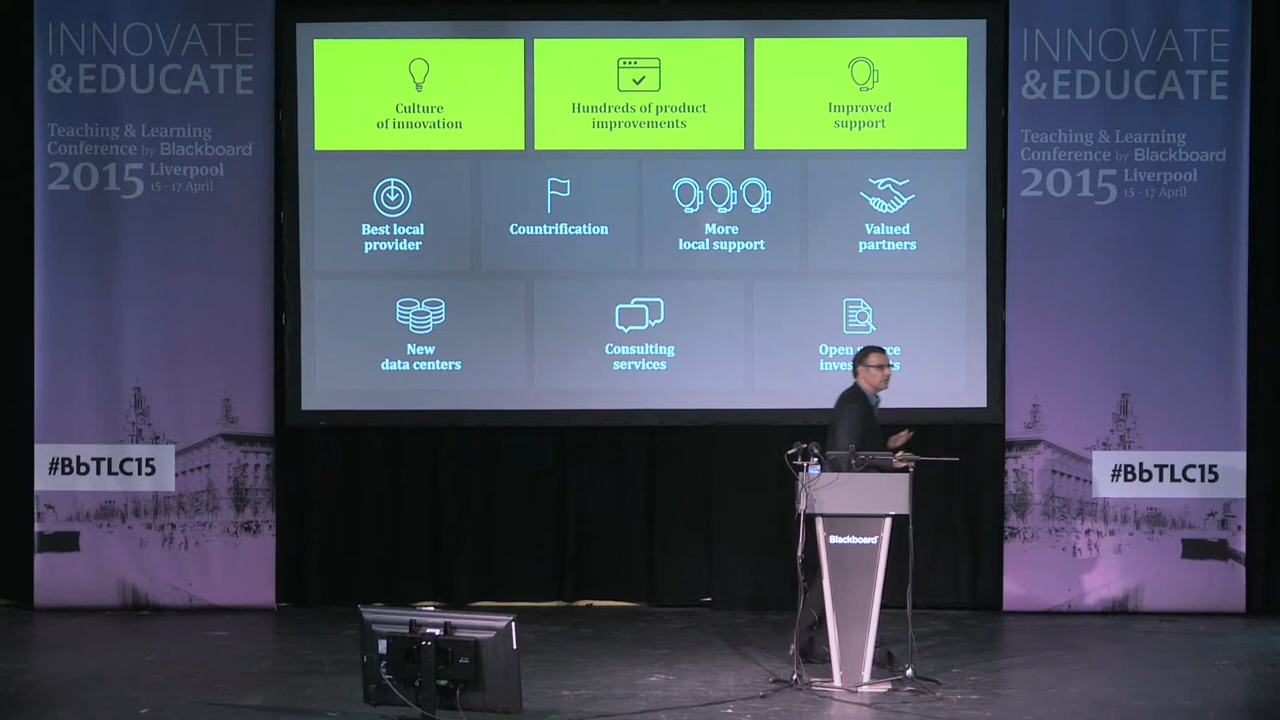 INNOVATE
&EDUCATE
Teaching & Learning
Conference by Blackboard
2015 Liverpool
15 - 17 April
#BbTLC15
Culture
of innovation
Hundreds of product
improvements
Improved
support
Best local
provider
Countrification
More
local support
Valued
partners
New
data centers
Consulting
services
Open
Blackboard
INNOVATE
&EDUCATE
Teaching & Learning
Conference by Blackboard
2015 Liverpool
15 - 17 April
#BbTLC15